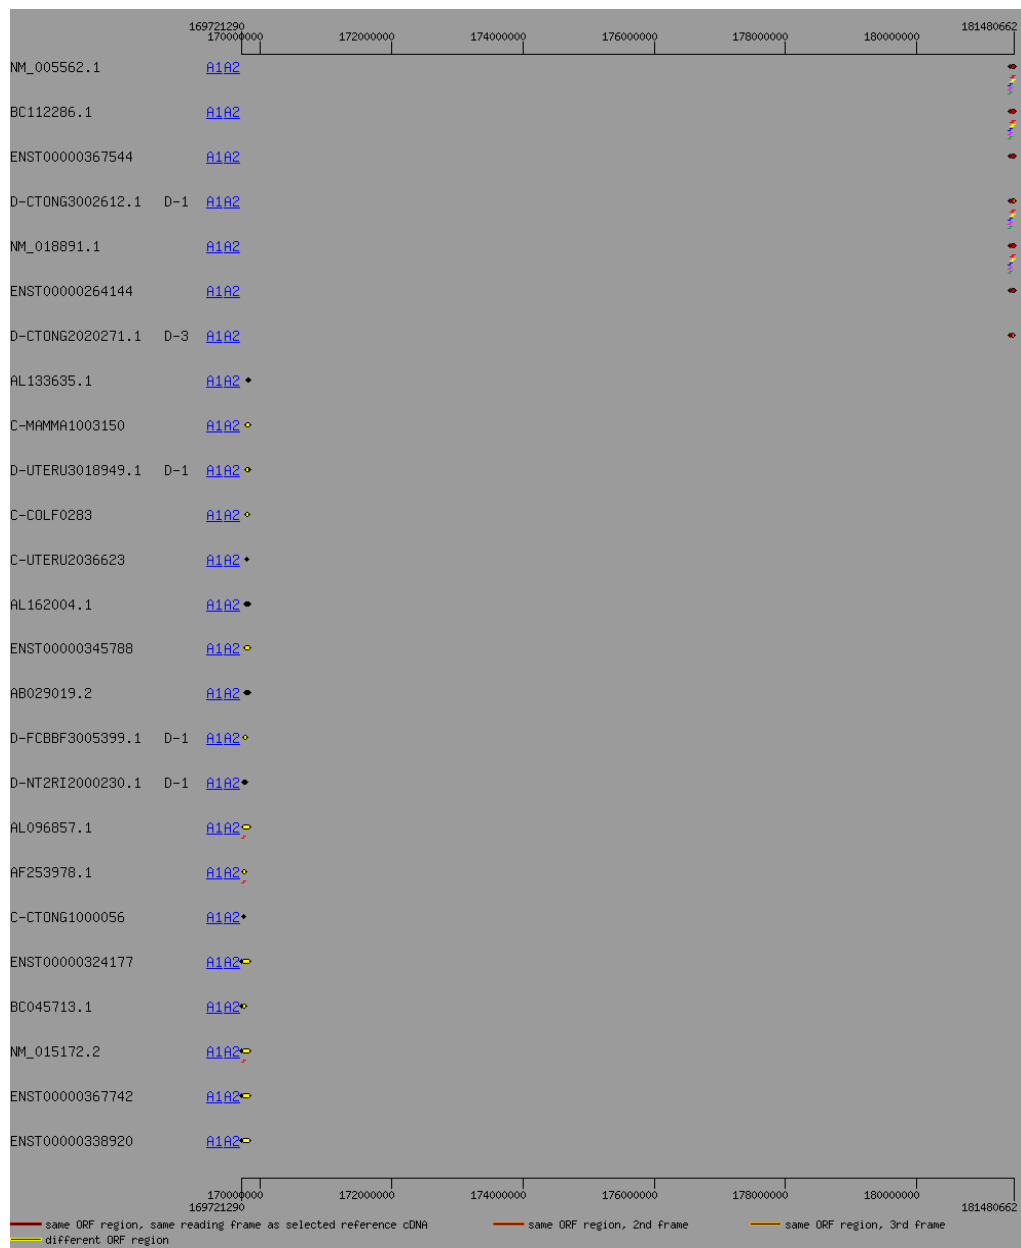 169721290 181480662
170000000 172000000 174000000 176000000 178000000 180000000
NM_005562.1 A1A2
BC112286.1 A1A2
ENST00000367544 A1A2
D-CTONG3002612.1 D-1 A1A2
NM_018891.1 A1A2
ENST00000264144 A1A2
D-CTONG2020271.1 D-3 A1A2
AL133635.1 A1A2
C-MAMMA1003150 A1A2
D-UTERU3018949.1 D-1 A1A2
C-COLF0283 A1A2
C-UTERU2036623 A1A2
AL162004.1 A1A2
ENST00000345788 A1A2
AB029019.2 A1A2
D-FCBBF3005399.1 D-1 A1A2
D-NT2RI2000230.1 D-1 A1A2
AL096857.1 A1A2
AF253978.1 A1A2
C-CTONG1000056 A1A2
ENST00000324177 A1A2
BC045713.1 A1A2
NM_015172.2 A1A2
ENST00000367742 A1A2
ENST00000338920 A1A2
170000000 172000000 174000000 176000000 178000000 180000000
169721290 181480662
same ORF region, same reading frame as selected reference cDNA same ORF region, 2nd frame same ORF region, 3rd frame
different ORF region